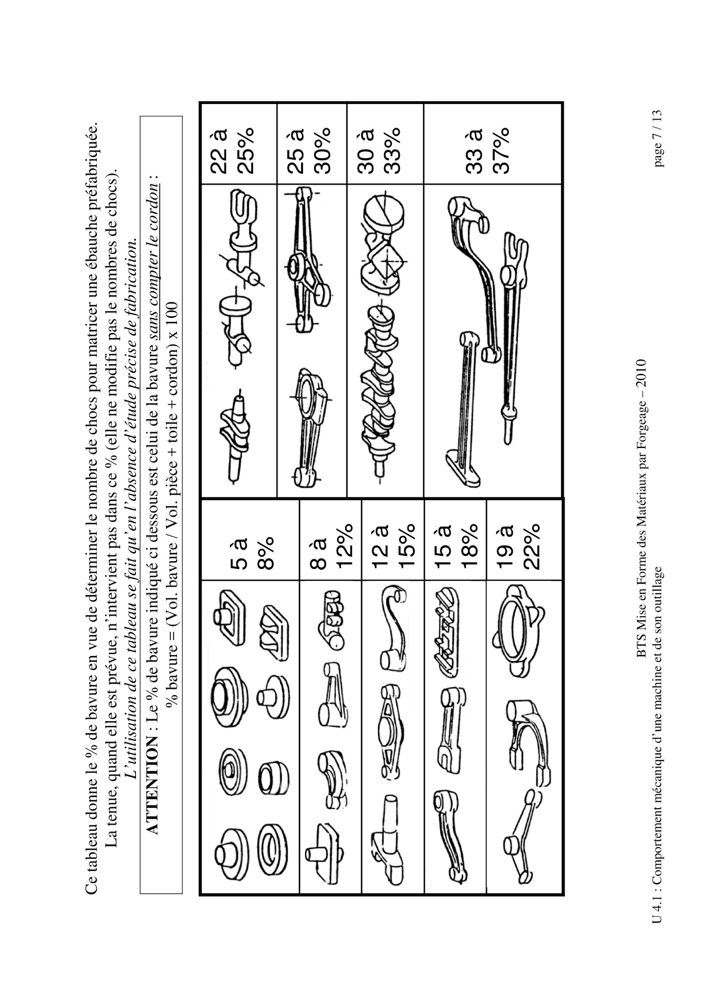 Ce tableau donne le % de bavure en vue de déterminer le nombre de chocs pour matricer une ébauche préfabriquée.
La tenue, quand elle est prévue, n'intervient pas dans ce % (elle ne modifie pas le nombres de chocs).
L'utilisation de ce tableau se fait qu'en l'absence d'étude précise de fabrication.
ATTENTION : Le % de bavure indiqué ci dessous est celui de la bavure sans compter le cordon :
% bavure = (Vol. bavure / Vol. pièce + toile + cordon) x 100
5 à
8%
8 à
12%
12 à
15%
15 à
18%
19 à
22%
22 à
25%
25 à
30%
30 à
33%
33 à
37%
BTS Mise en Forme des Matériaux par Forgeage – 2010
U 4.1 : Comportement mécanique d'une machine et de son outillage page 7 / 13